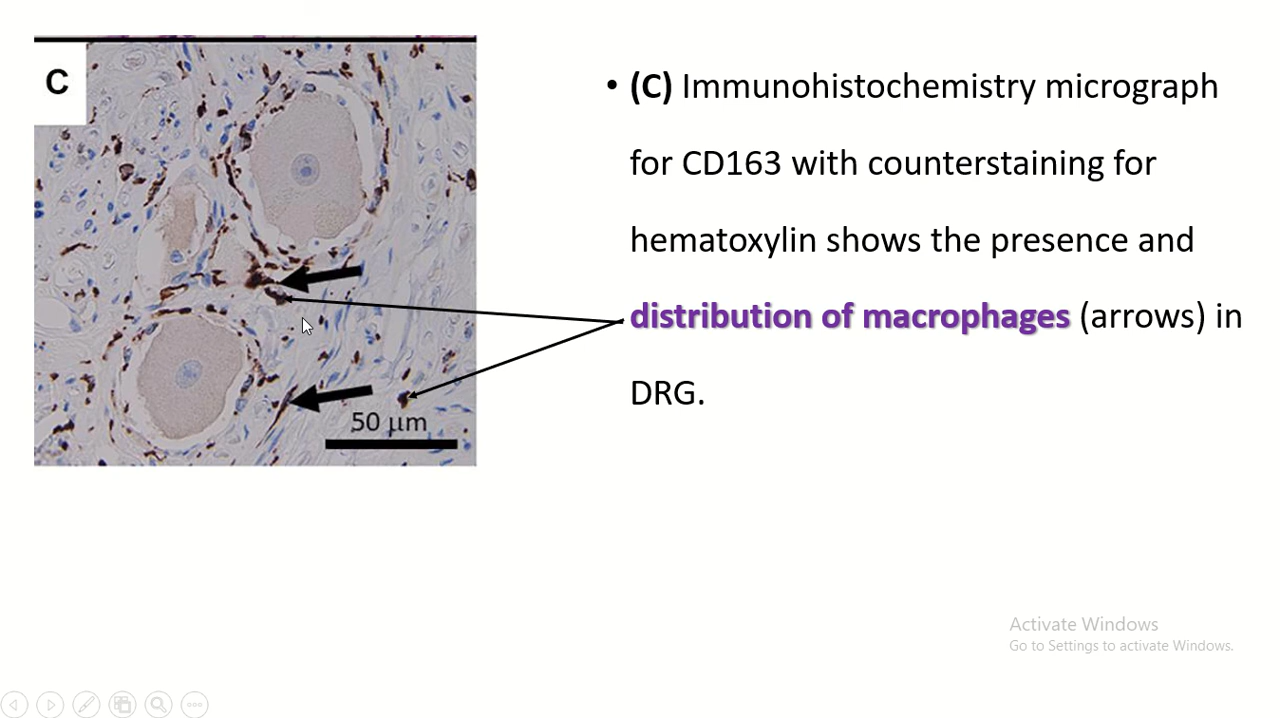 C
50 μm
• (C) Immunohistochemistry micrograph
for CD163 with counterstaining for
hematoxylin shows the presence and
distribution of macrophages (arrows) in
DRG.
Activate Windows
Go to Settings to activate Windows.